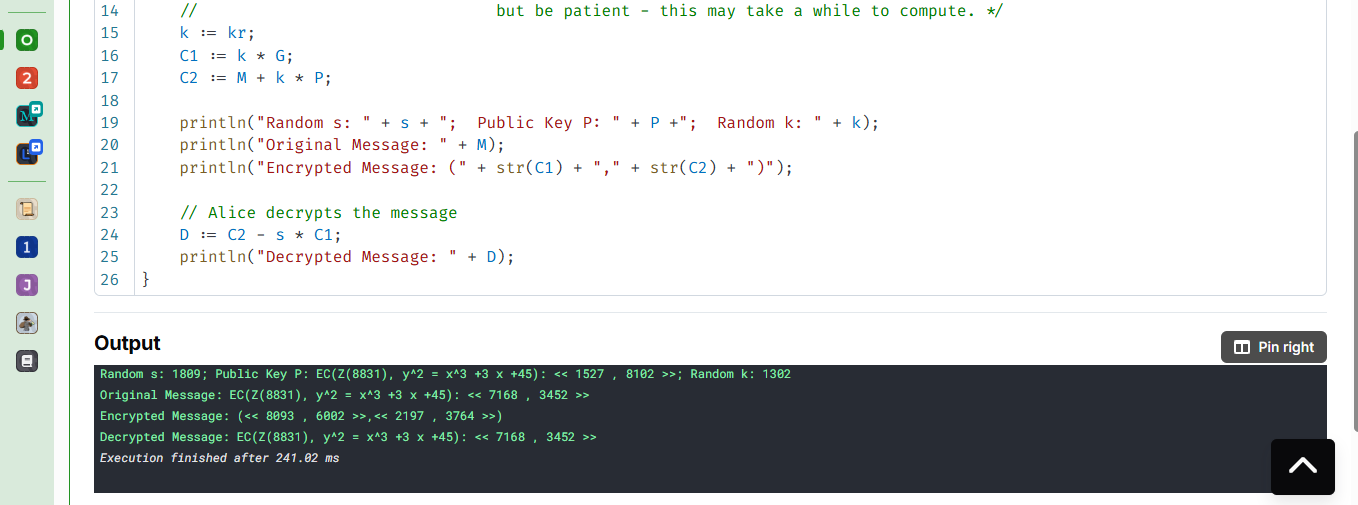 14 // but be patient - this may take a while to compute. */
15 k := kr;
16 C1 := k * G;
17 C2 := M + k * P;
18
19 println("Random s: " + s + ";  Public Key P: " + P +";  Random k: " + k);
20 println("Original Message: " + M);
21 println("Encrypted Message: (" + str(C1) + "," + str(C2) + ")");
22
23 // Alice decrypts the message
24 D := C2 - s * C1;
25 println("Decrypted Message: " + D);
26 }
O
2
M
L
1
J
Output
Pin right
Random s: 1809; Public Key P: EC(Z(8831), y^2 = x^3 +3 x +45): << 1527 , 8102 >>; Random k: 1302
Original Message: EC(Z(8831), y^2 = x^3 +3 x +45): << 7168 , 3452 >>
Encrypted Message: (<< 8093 , 6002 >>,<< 2197 , 3764 >>)
Decrypted Message: EC(Z(8831), y^2 = x^3 +3 x +45): << 7168 , 3452 >>
Execution finished after 241.02 ms